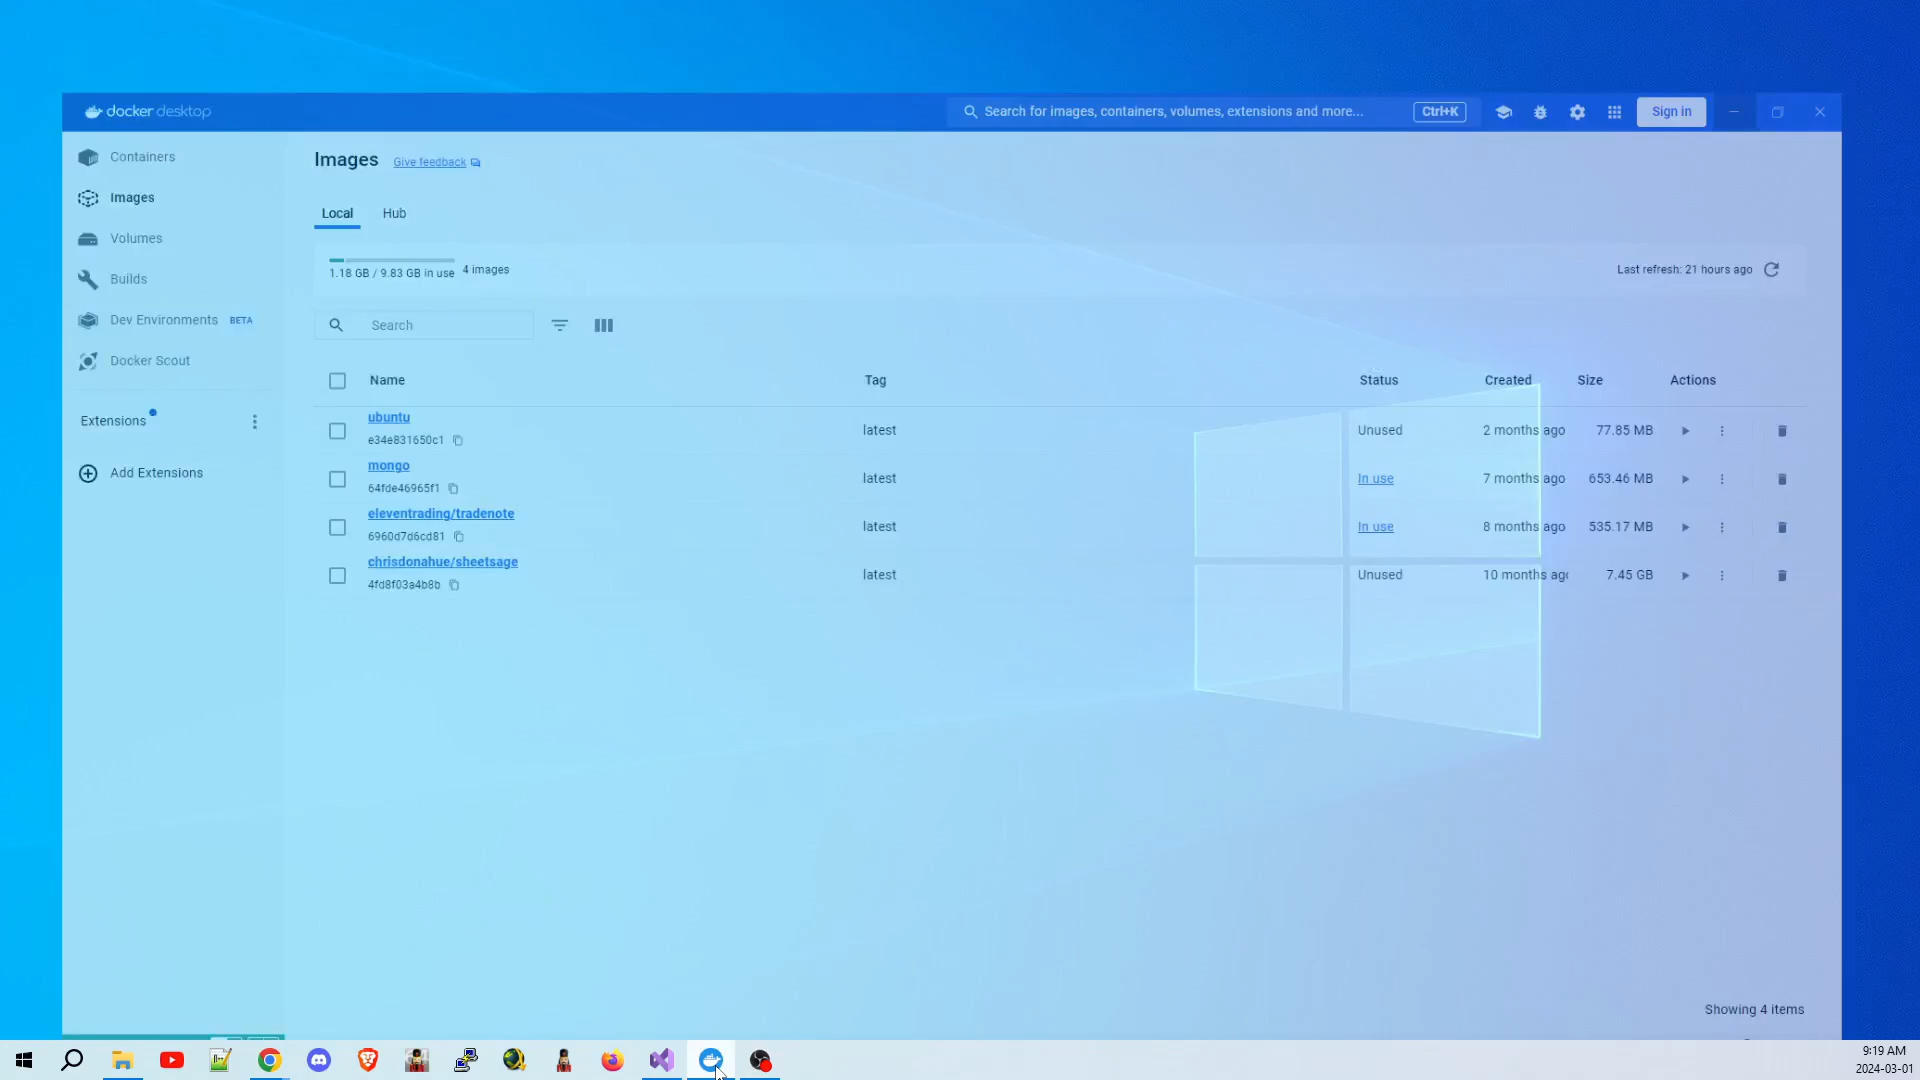 docker desktop
Search for images, containers, volumes, extensions and more...
Ctrl+K
Sign in
Containers
Images
Volumes
Builds
Dev Environments BETA
Docker Scout
Extensions
Add Extensions
Images Give feedback
Local Hub
1.18 GB / 9.83 GB in use 4 images
Last refresh: 21 hours ago
Search
Name Tag Status Created Size Actions
ubuntu
e34e831650c1
latest Unused 2 months ago 77.85 MB
mongo
64fde46965f1
latest In use 7 months ago 653.46 MB
eleventrading/tradenote
6960d7d6cd81
latest In use 8 months ago 535.17 MB
chrisdonahue/sheetsage
4fd8f03a4b8b
latest Unused 10 months ago 7.45 GB
Showing 4 items
9:19 AM
2024-03-01